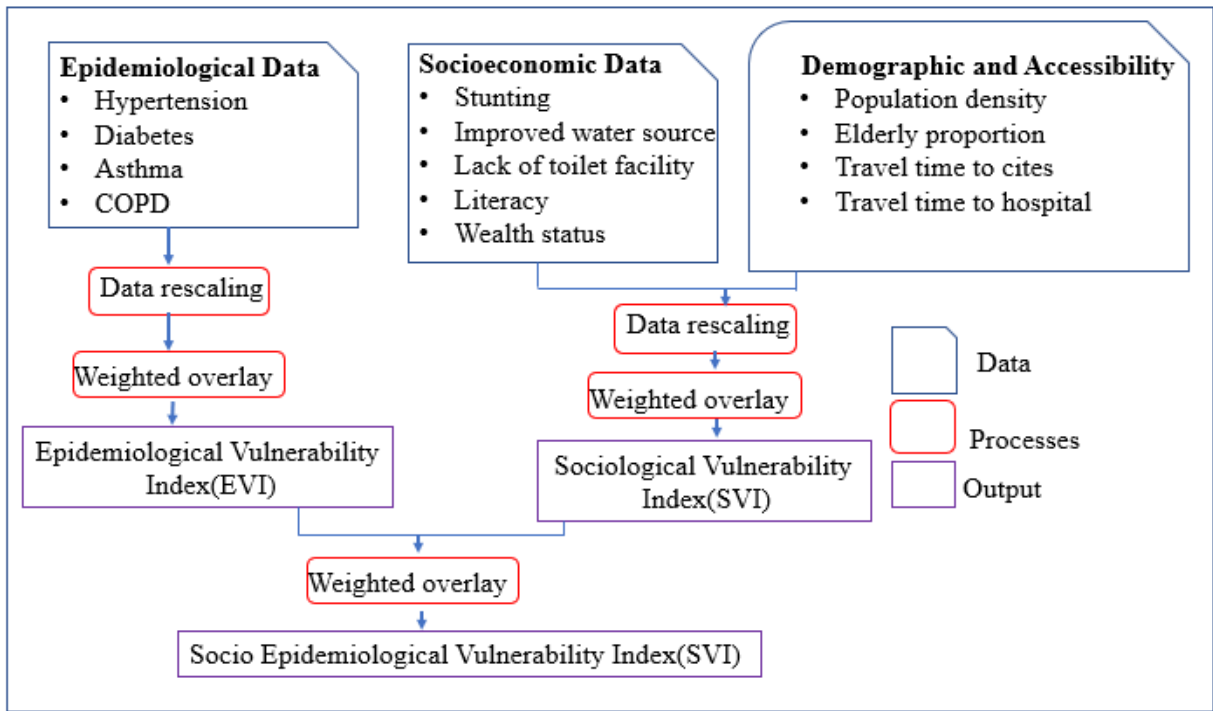 Epidemiological Data
• Hypertension
• Diabetes
• Asthma
• COPD
Socioeconomic Data
• Stunting
• Improved water source
• Lack of toilet facility
• Literacy
• Wealth status
Demographic and Accessibility
• Population density
• Elderly proportion
• Travel time to cites
• Travel time to hospital
Data rescaling
Weighted overlay
Epidemiological Vulnerability
Index(EVI)
Data rescaling
Weighted overlay
Sociological Vulnerability
Index(SVI)
Data
Processes
Output
Weighted overlay
Socio Epidemiological Vulnerability Index(SVI)